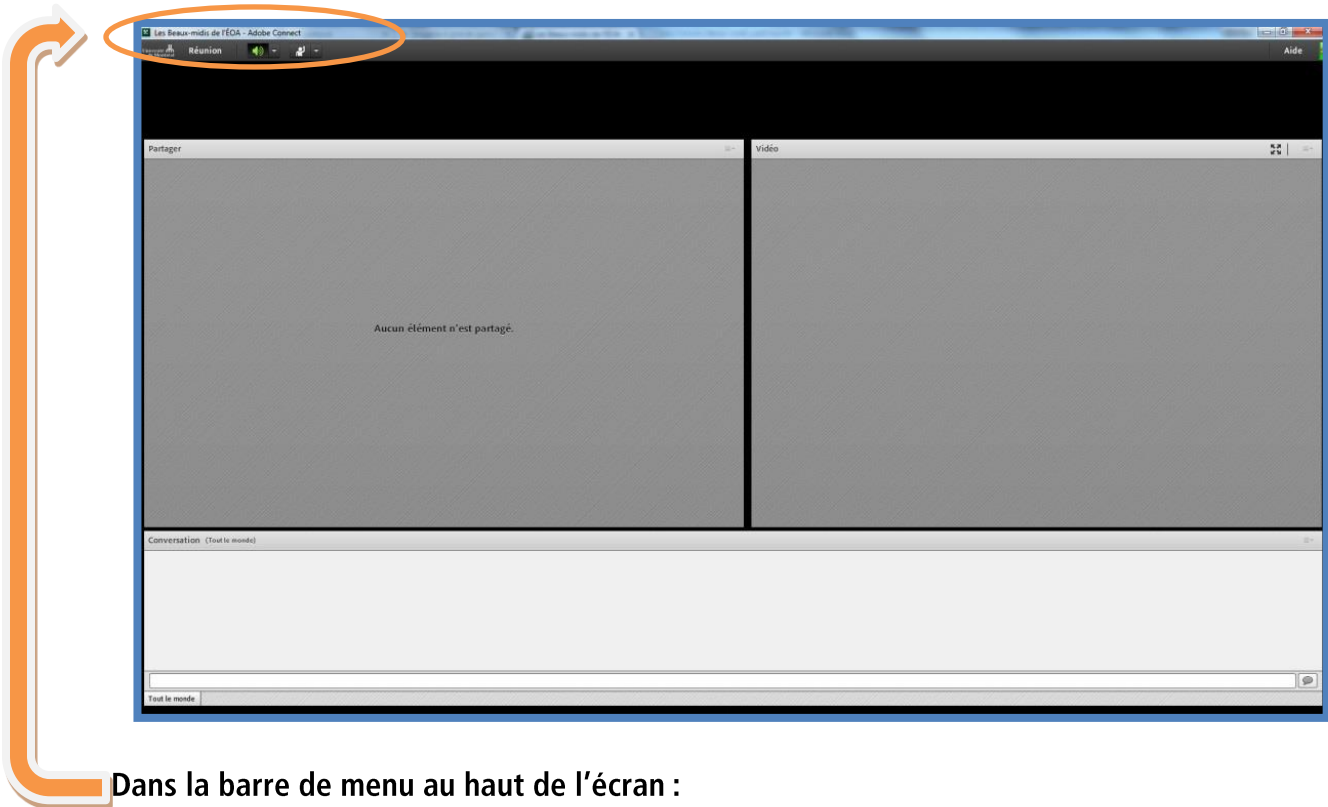 Les Beaux-midis de l'ÉOA - Adobe Connect
Réunion
Aide
Partager
Vidéo
Aucun élément n'est partagé.
Conversation (Tout le monde)
Tout le monde
Dans la barre de menu au haut de l'écran :